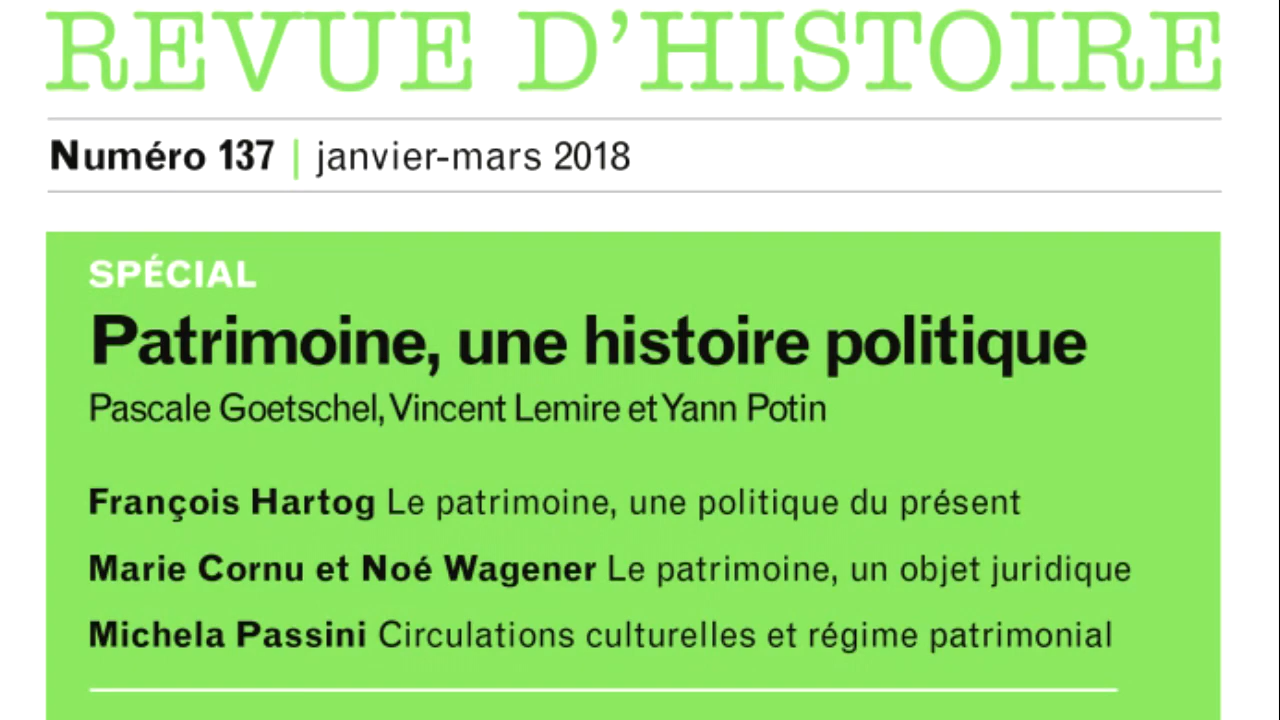 REVUE D’HISTOIRE
Numéro 137 | janvier-mars 2018
SPÉCIAL
Patrimoine, une histoire politique
Pascale Goetschel, Vincent Lemire et Yann Potin
François Hartog Le patrimoine, une politique du présent
Marie Cornu et Noé Wagener Le patrimoine, un objet juridique
Michela Passini Circulations culturelles et régime patrimonial